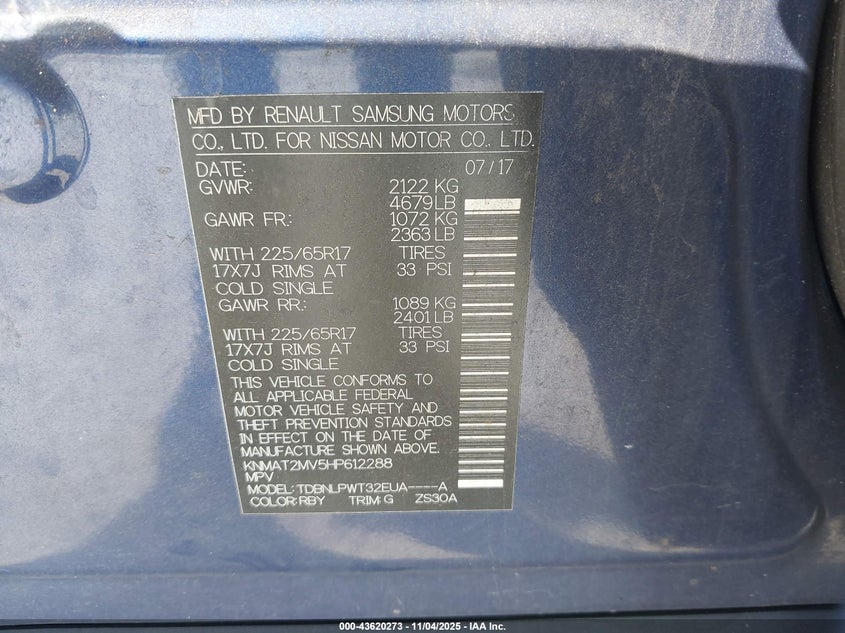 MFD BY RENAULT SAMSUNG MOTORS
CO., LTD. FOR NISSAN MOTOR CO., LTD.
DATE: 07/17
GVWR: 2122 KG
4679LB
GAWR FR.: 1072 KG
2363 LB
WITH 225/65R17 TIRES
17X7J RIMS AT 33 PSI
COLD SINGLE
GAWR RR.: 1089 KG
2401 LB
WITH 225/65R17 TIRES
17X7J RIMS AT 33 PSI
COLD SINGLE
THIS VEHICLE CONFORMS TO
ALL APPLICABLE FEDERAL
MOTOR VEHICLE SAFETY AND
THEFT PREVENTION STANDARDS
IN EFFECT ON THE DATE OF
MANUFACTURE SHOWN ABOVE.
KNMAT2MV5HP612288
MPV
MODEL: TDBNLPWT32EUA----A
COLOR:RBY TRIM:G ZS30A
000-43620273 - 11/04/2025 - IAA Inc.